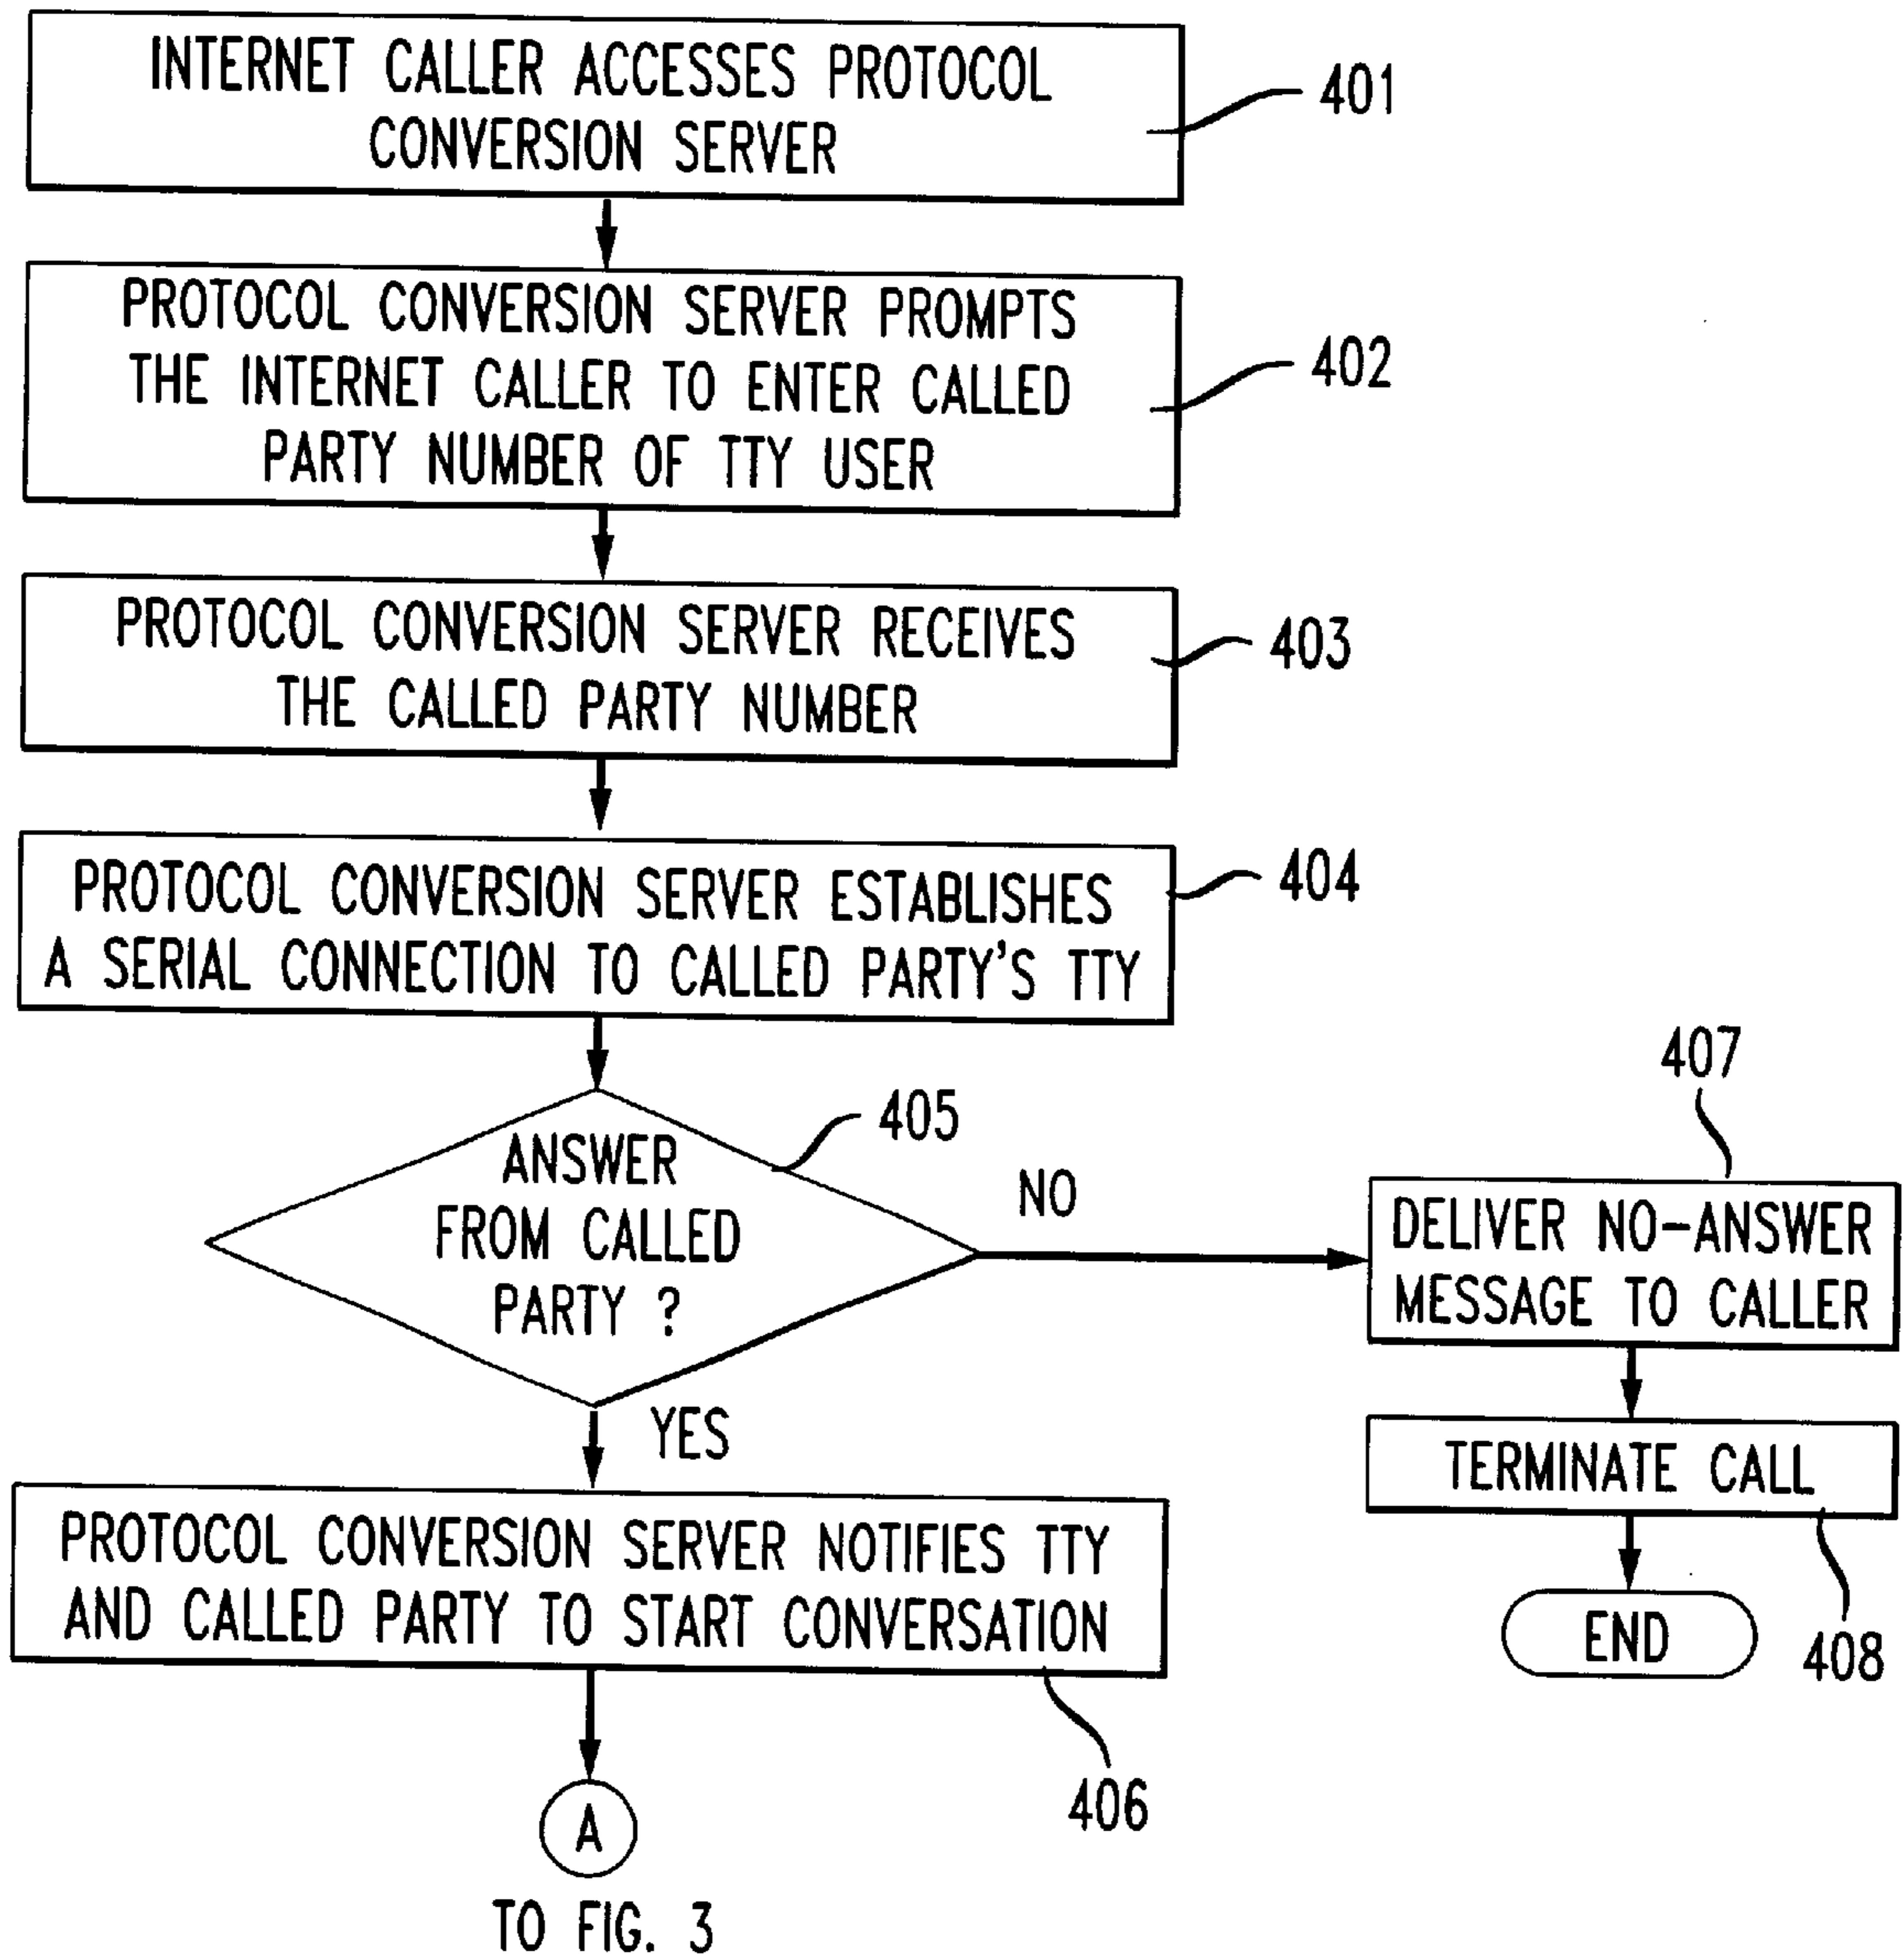 INTERNET CALLER ACCESSES PROTOCOL
CONVERSION SERVER
401
PROTOCOL CONVERSION SERVER PROMPTS
THE INTERNET CALLER TO ENTER CALLED
PARTY NUMBER OF TTY USER
402
PROTOCOL CONVERSION SERVER RECEIVES
THE CALLED PARTY NUMBER
403
PROTOCOL CONVERSION SERVER ESTABLISHES
A SERIAL CONNECTION TO CALLED PARTY'S TTY
404
ANSWER
FROM CALLED
PARTY ?
405
NO
407
DELIVER NO-ANSWER
MESSAGE TO CALLER
TERMINATE CALL
408
END
YES
PROTOCOL CONVERSION SERVER NOTIFIES TTY
AND CALLED PARTY TO START CONVERSATION
406
A
TO FIG. 3